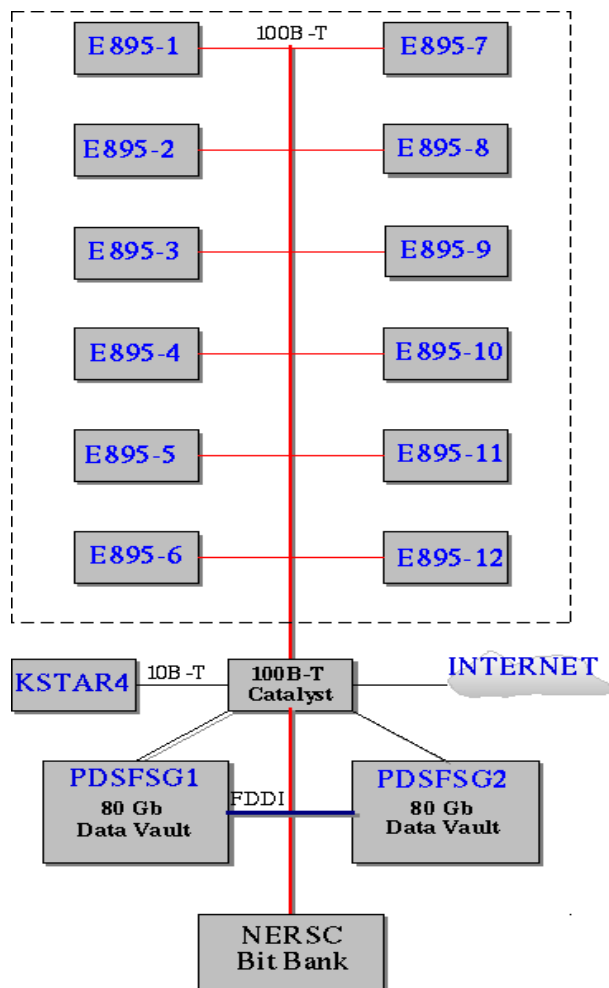 E895-1
100B-T
E895-7
E895-2
E895-8
E895-3
E895-9
E895-4
E895-10
E895-5
E895-11
E895-6
E895-12
KSTAR4
10B-T
100B-T
Catalyst
INTERNET
PDSFSG1
80 Gb
Data Vault
FDDI
PDSFSG2
80 Gb
Data Vault
NERSC
Bit Bank